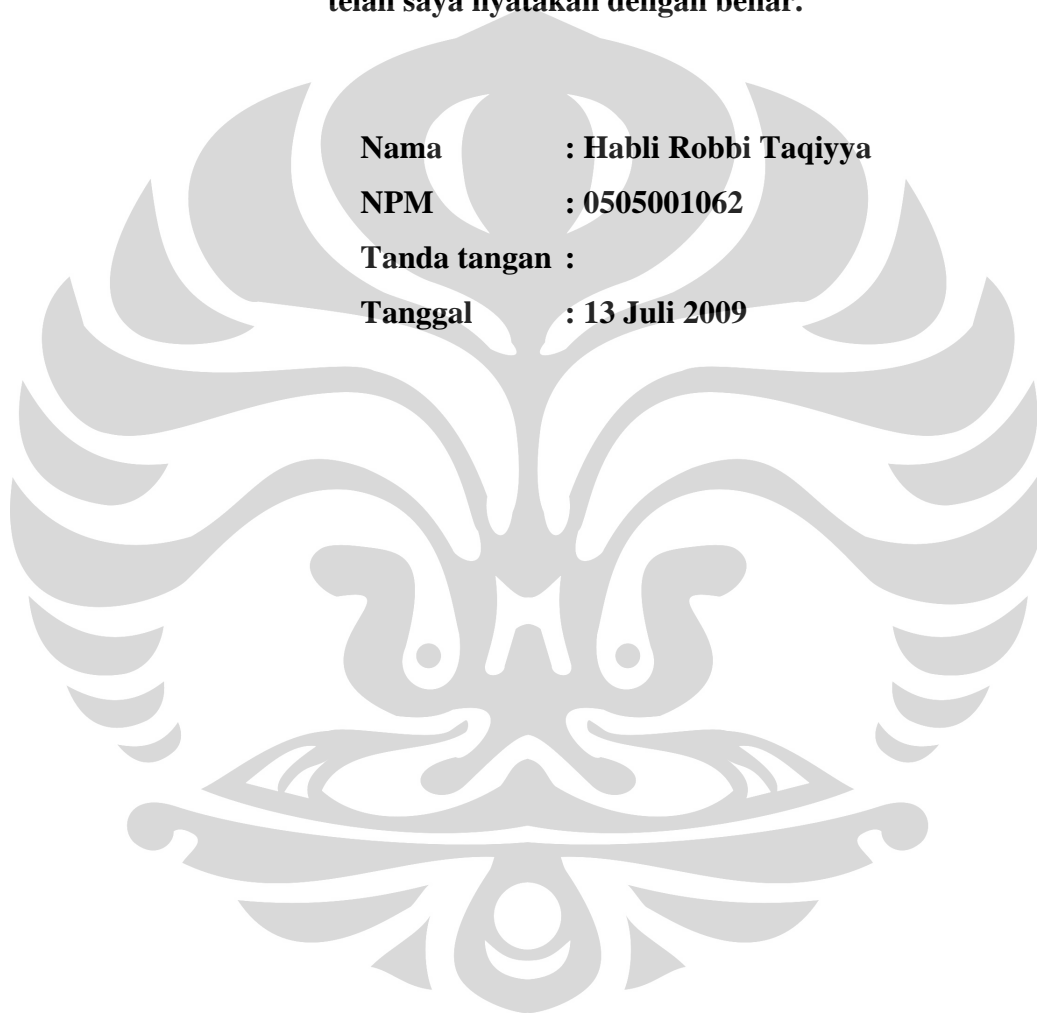 telah saya nyatakan dengan benar.
Nama : Habli Robbi Taqiyya
NPM : 0505001062
Tanda tangan :
Tanggal : 13 Juli 2009